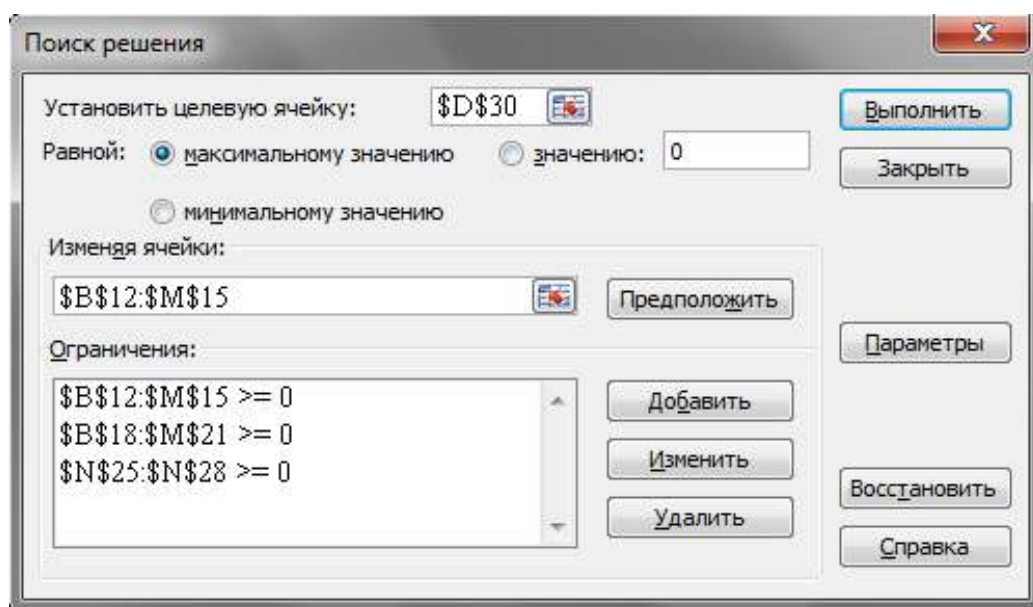 Поиск решения
Установить целевую ячейку: $D$30
Выполнить
Равной: максимальному значению значению: 0
Закрыть
минимальному значению
Изменяя ячейки:
$B$12:$M$15
Предположить
Ограничения:
Параметры
$B$12:$M$15 >= 0
$B$18:$M$21 >= 0
$N$25:$N$28 >= 0
Добавить
Изменить
Удалить
Восстановить
Справка